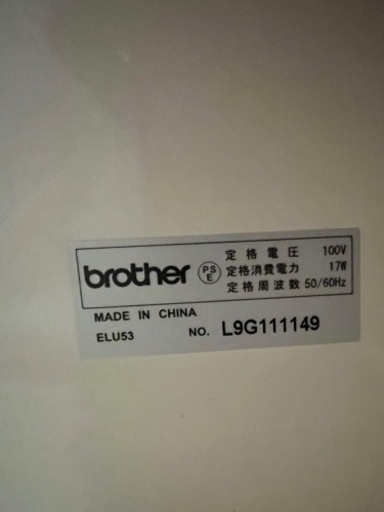 brother
PS
E
定格電圧 100V
定格消費電力 17W
定格周波数 50/60Hz
MADE IN CHINA
ELU53 NO. L9G111149